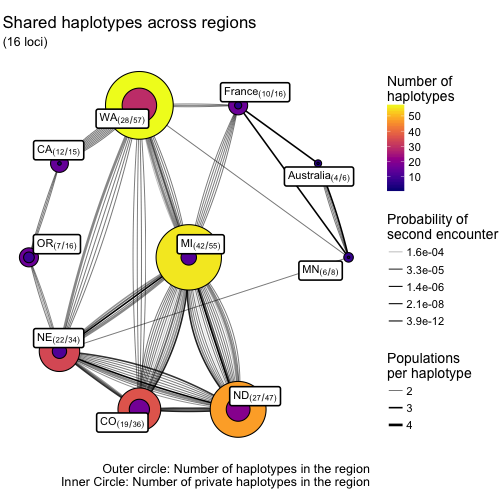 Shared haplotypes across regions
(16 loci)
WA(28/57)
France(10/16)
CA(12/15)
Australia(4/6)
OR(7/16)
MI(42/55)
MN(6/8)
NE(22/34)
CO(19/36)
ND(27/47)
Number of
haplotypes
50
40
30
20
10
Probability of
second encounter
1.6e-04
3.3e-05
1.4e-06
2.1e-08
3.9e-12
Populations
per haplotype
2
3
4
Outer circle: Number of haplotypes in the region
Inner Circle: Number of private haplotypes in the region